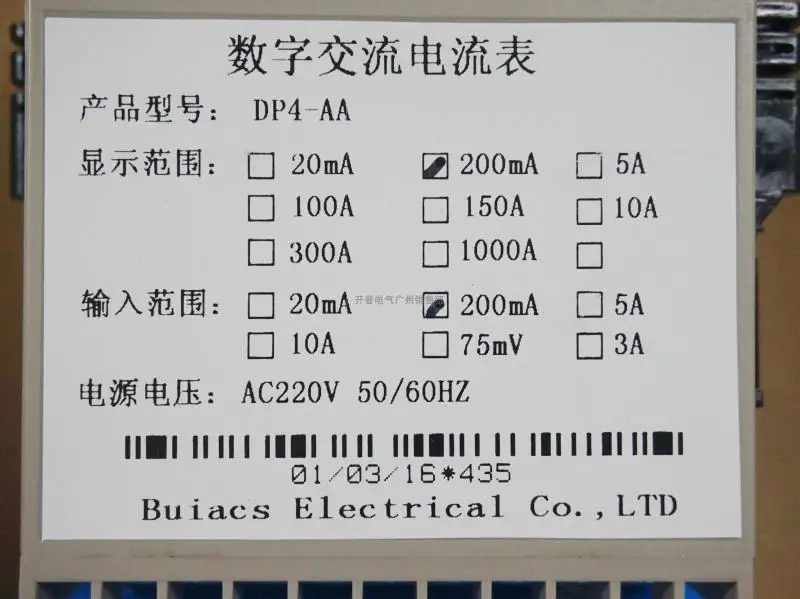 数字交流电流表
产品型号： DP4-AA
显示范围： 20mA 200mA 5A
100A 150A 10A
300A 1000A
输入范围： 20mA 200mA 5A
10A 75mV 3A
电源电压： AC220V 50/60HZ
01/03/16*435
Buiacs Electrical Co.,LTD